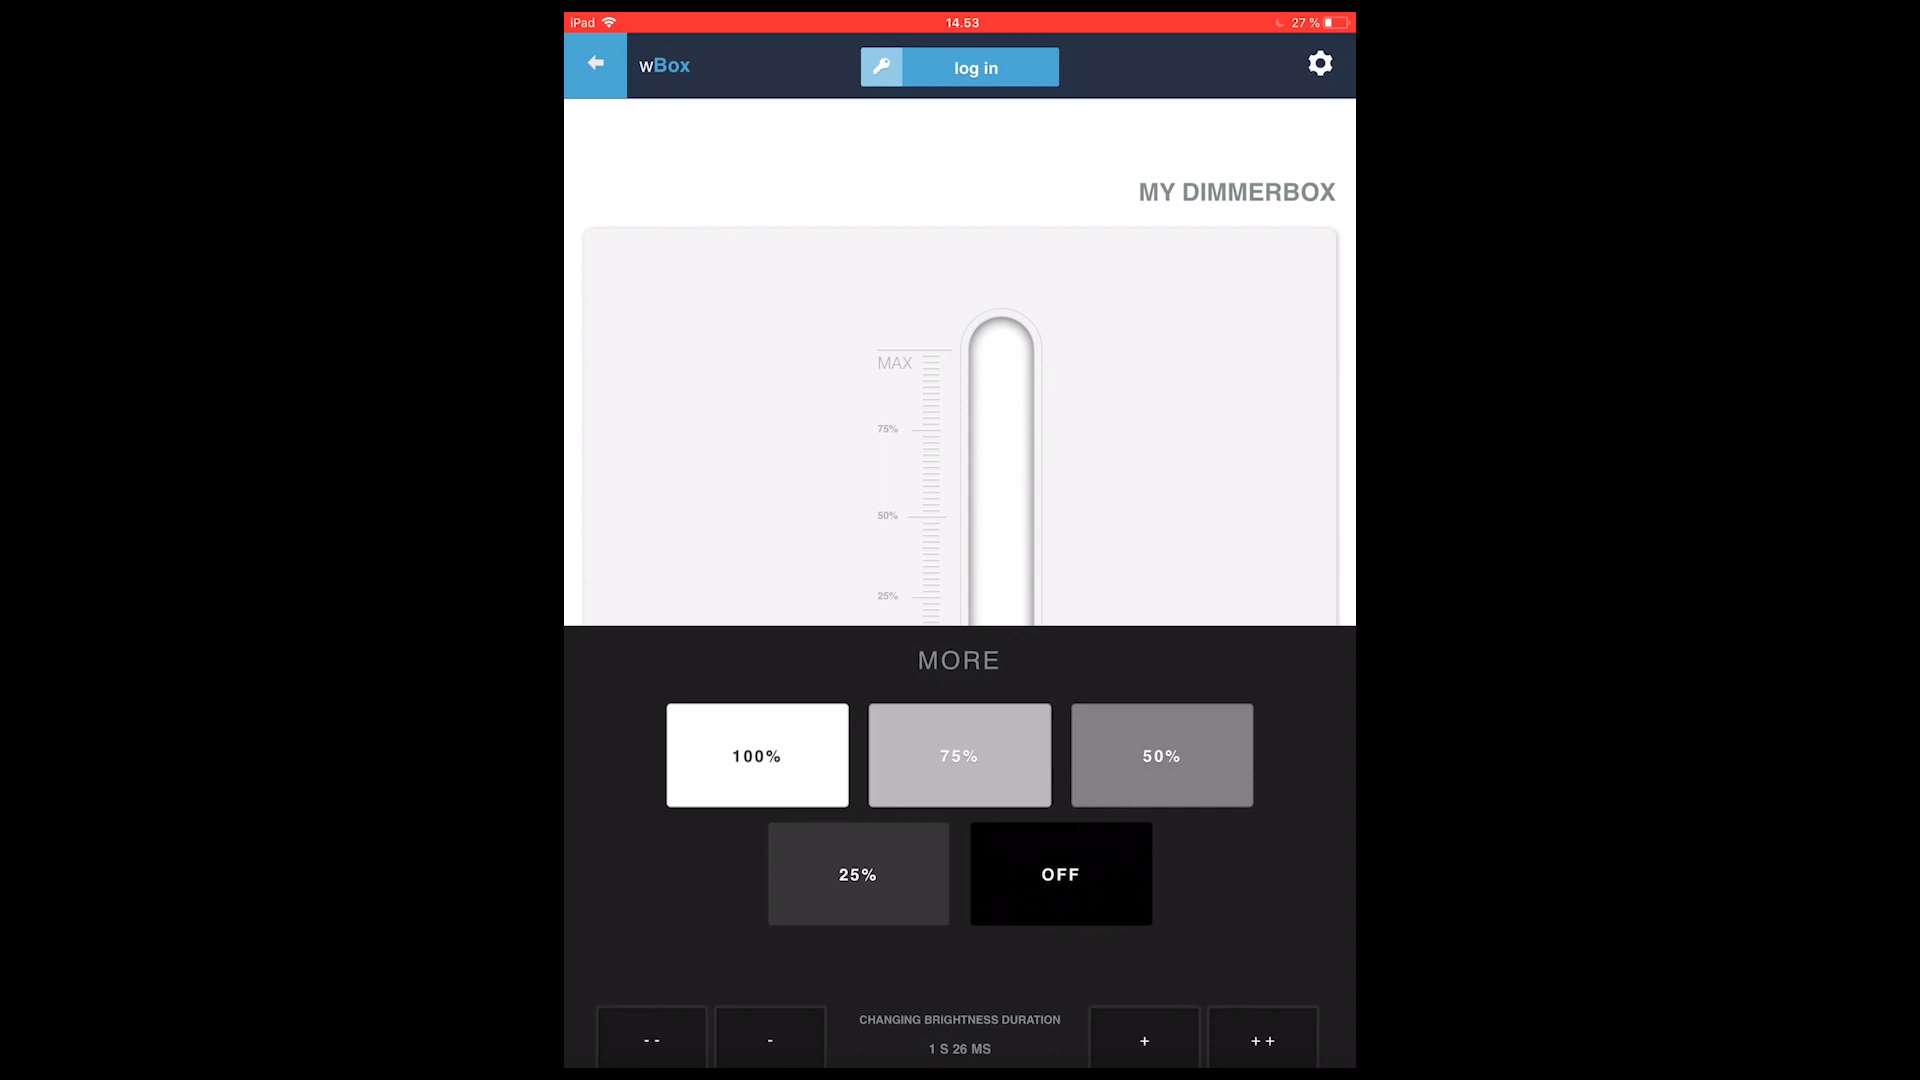 iPad 14.53 27 %
wBox log in
MY DIMMERBOX
MAX
75%
50%
25%
MORE
100% 75% 50%
25% OFF
CHANGING BRIGHTNESS DURATION
-- - 1 S 26 MS + ++